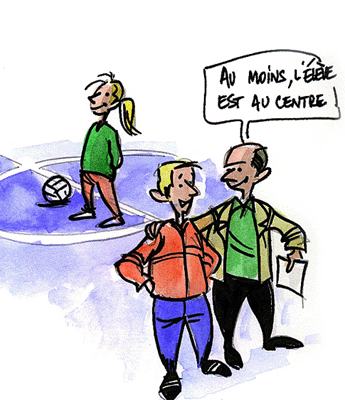 AU MOINS, L'ÉLÈVE
EST AU CENTRE !